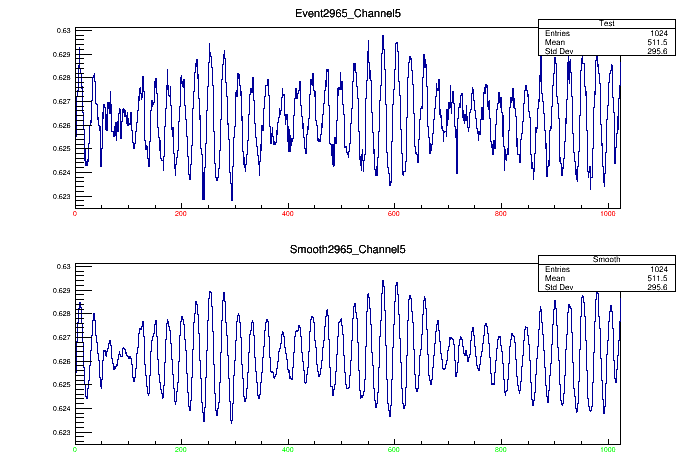 Event2965_Channel5
Test
Entries 1024
Mean 511.5
Std Dev 295.6
0.63
0.629
0.628
0.627
0.626
0.625
0.624
0.623
0 200 400 600 800 1000
Smooth2965_Channel5
Smooth
Entries 1024
Mean 511.5
Std Dev 295.6
0.63
0.629
0.628
0.627
0.626
0.625
0.624
0.623
0 200 400 600 800 1000